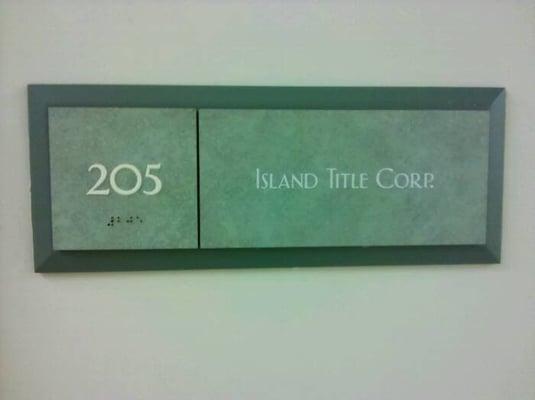 205
⠼⠃⠚⠑
ISLAND TITLE CORP.